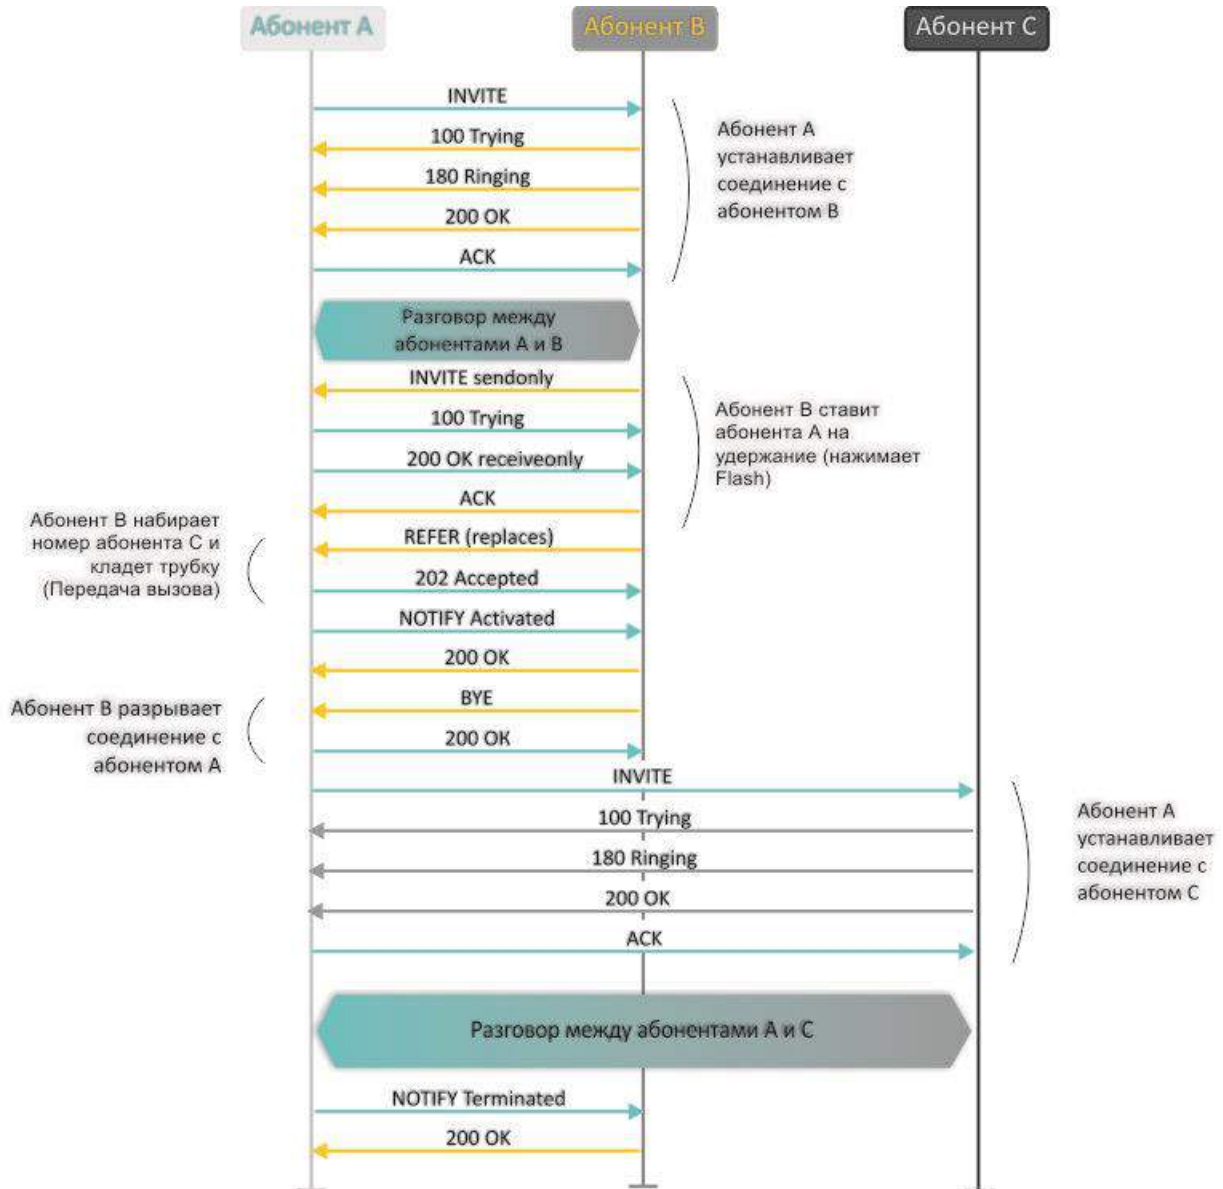 Абонент А
Абонент В
Абонент С
INVITE
100 Trying
180 Ringing
200 OK
ACK
Абонент А
устанавливает
соединение с
абонентом В
Разговор между
абонентами А и В
INVITE sendonly
100 Trying
200 OK receiveonly
ACK
Абонент В ставит
абонента А на
удержание (нажимает
Flash)
REFER (replaces)
202 Accepted
Абонент В набирает
номер абонента С и
кладет трубку
(Передача вызова)
NOTIFY Activated
200 OK
BYE
200 OK
Абонент В разрывает
соединение с
абонентом А
INVITE
100 Trying
180 Ringing
200 OK
ACK
Абонент А
устанавливает
соединение с
абонентом С
Разговор между абонентами А и С
NOTIFY Terminated
200 OK